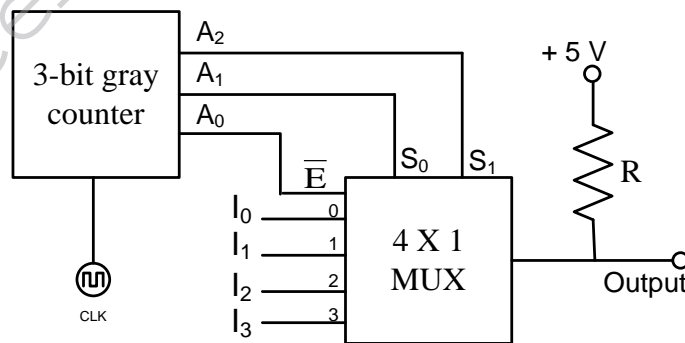 3-bit gray
counter
A2
A1
A0
CLK
E̅
S0
S1
I0
I1
I2
I3
0
1
2
3
4 X 1
MUX
+ 5 V
R
Output